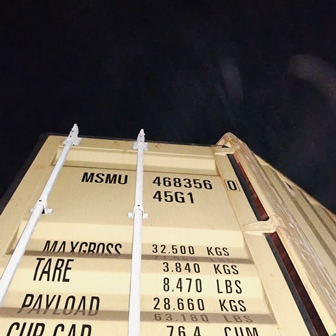 MSMU 468356 0
45G1
MAXGROSS 32.500 KGS
TARE 3.840 KGS
8.470 LBS
PAYLOAD 28.660 KGS
63.180 LBS
CUB.CAP. 76.4 CUM